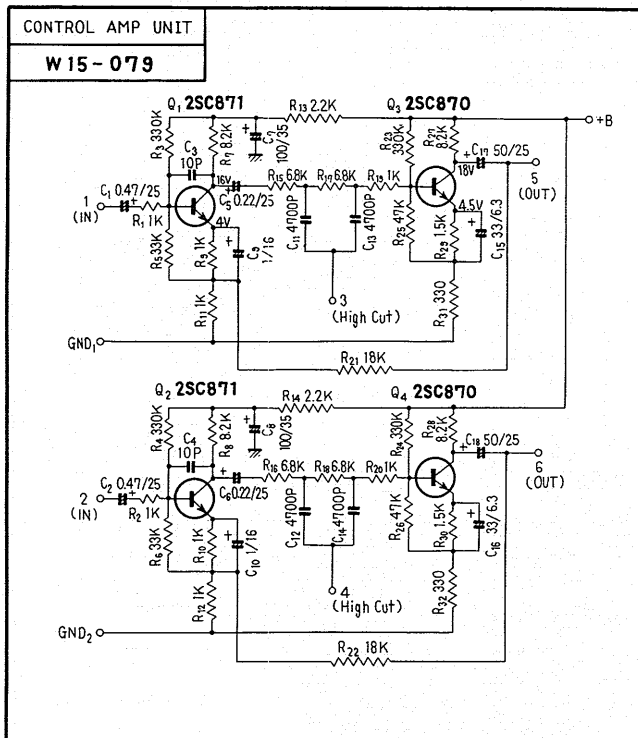 CONTROL AMP UNIT
W15-079
Q1 2SC871
Q3 2SC870
R3 330K
R7 8.2K
C7 100/35
R13 2.2K
R23 330K
R27 8.2K
C17 50/25
+B
C3 10P
16V
18V
5 (OUT)
1 (IN)
C1 0.47/25
R1 1K
C5 0.22/25
R15 6.8K
R17 6.8K
R19 1K
4V
4.5V
R5 33K
R9 1K
C9 1/16
C11 4700P
C13 4700P
R25 47K
R29 1.5K
C15 33/6.3
3 (High Cut)
R11 1K
R31 330
GND1
R21 18K
Q2 2SC871
Q4 2SC870
R4 330K
R8 8.2K
C8 100/35
R14 2.2K
R24 330K
R28 8.2K
C18 50/25
C4 10P
6 (OUT)
2 (IN)
C2 0.47/25
R2 1K
C6 0.22/25
R16 6.8K
R18 6.8K
R20 1K
R6 33K
R10 1K
C10 1/16
C12 4700P
C14 4700P
R26 47K
R30 1.5K
C16 33/6.3
4 (High Cut)
R12 1K
R32 330
GND2
R22 18K